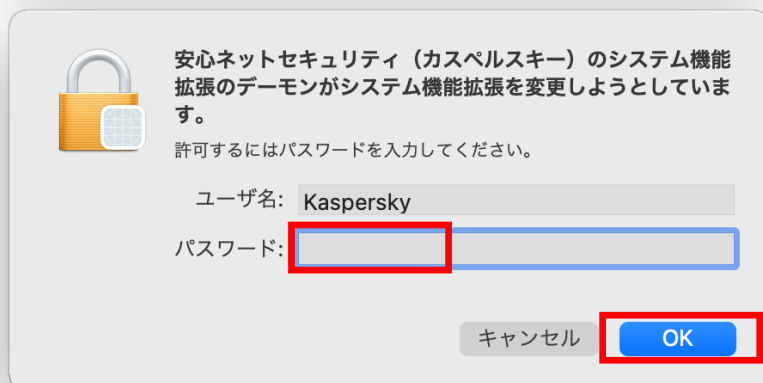 安心ネットセキュリティ（カスペルスキー）のシステム機能
拡張のデーモンがシステム機能拡張を変更しようとしていま
す。
許可するにはパスワードを入力してください。
ユーザ名: Kaspersky
パスワード:
キャンセル OK